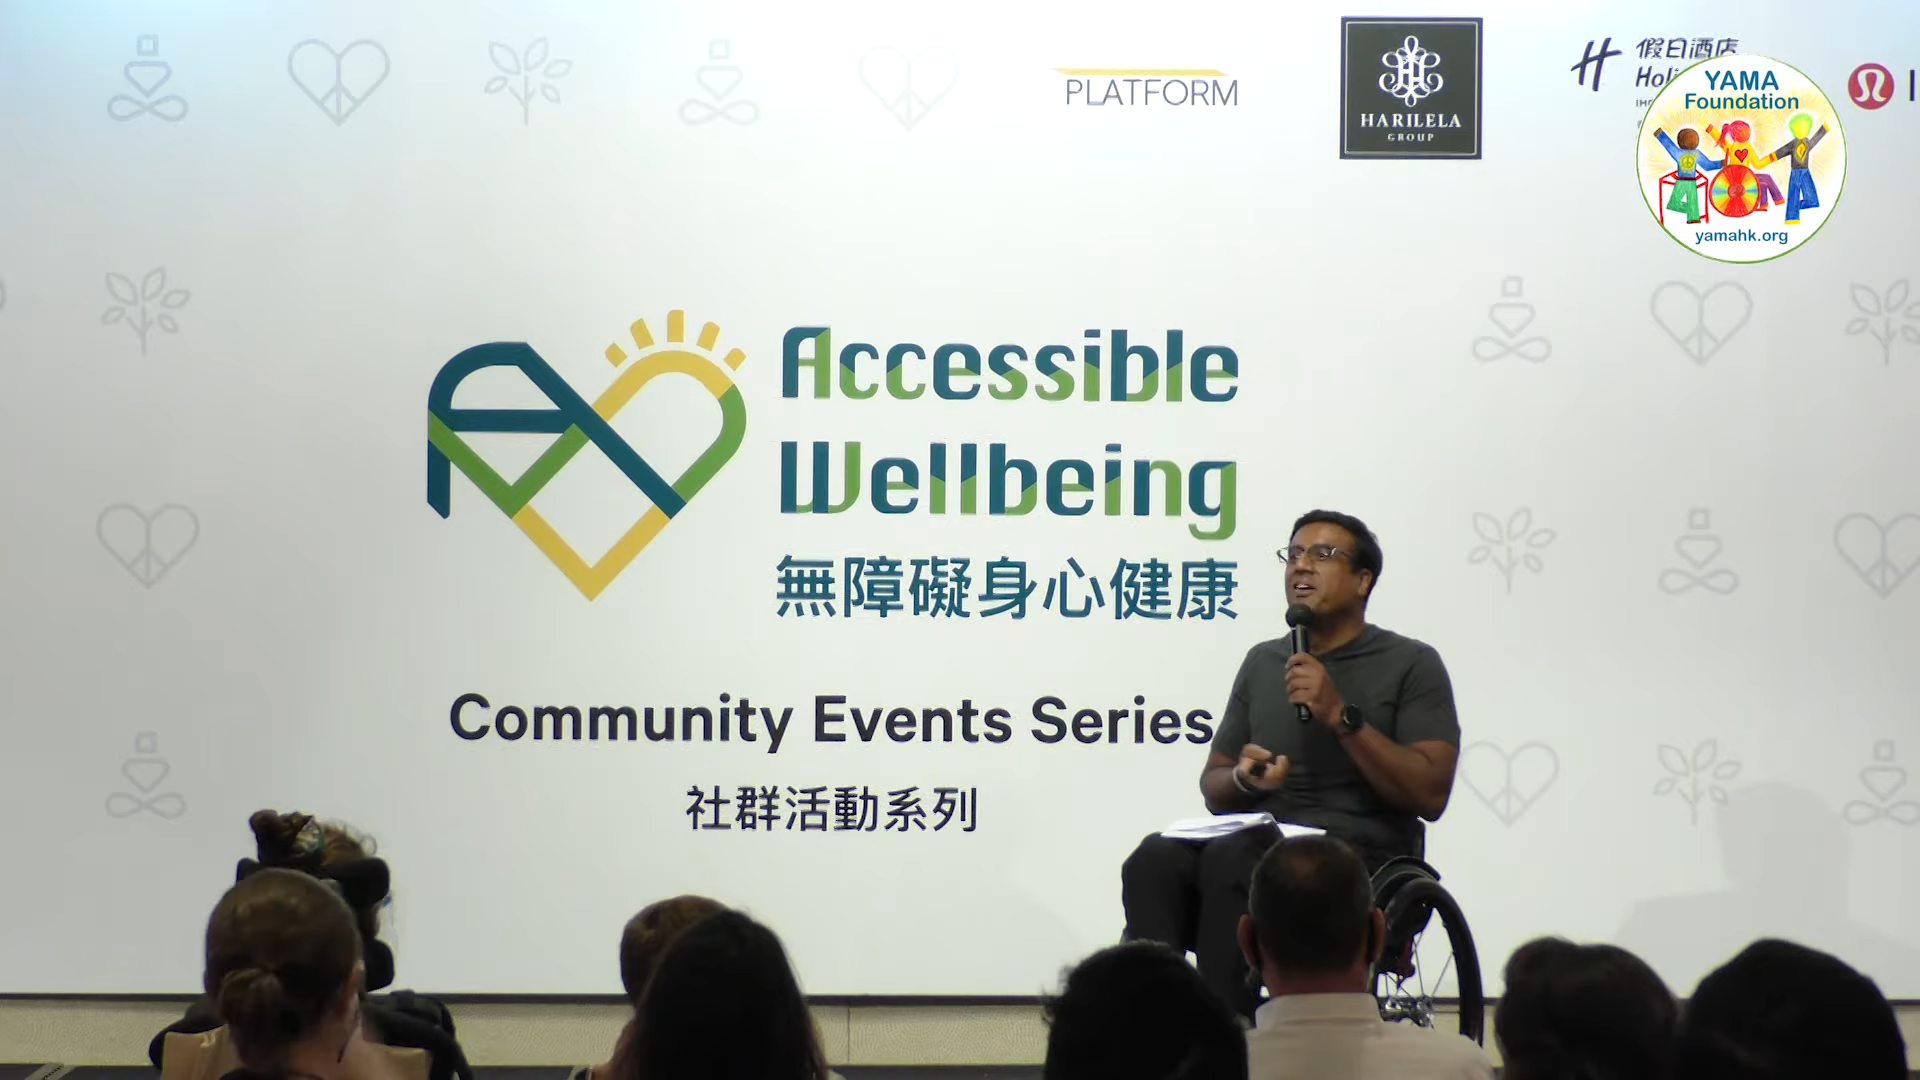 PLATFORM
HARILELA
GROUP
假日酒店
YAMA
Foundation
yamahk.org
Accessible
Wellbeing
無障礙身心健康
Community Events Series
社群活動系列